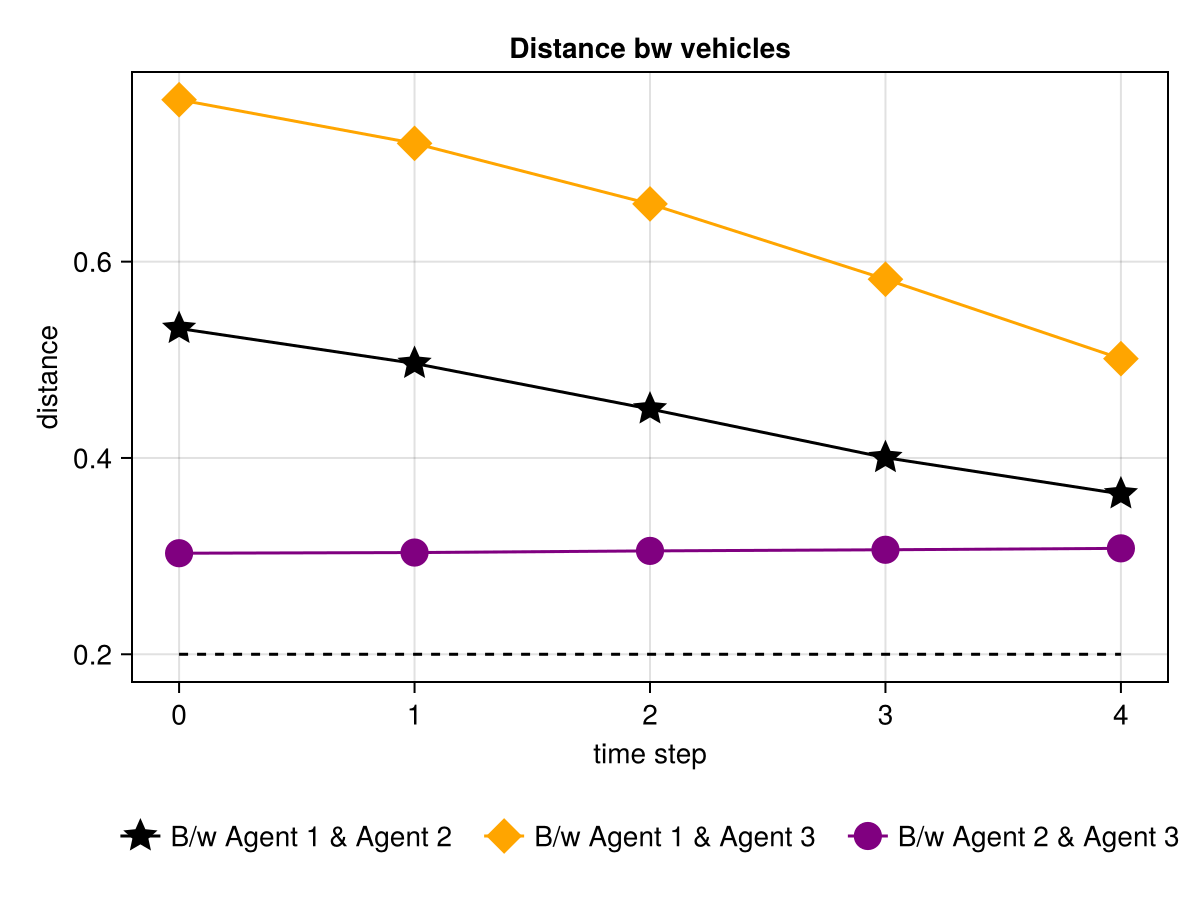 Distance bw vehicles
distance
0.6
0.4
0.2
0 1 2 3 4
time step
B/w Agent 1 & Agent 2 B/w Agent 1 & Agent 3 B/w Agent 2 & Agent 3